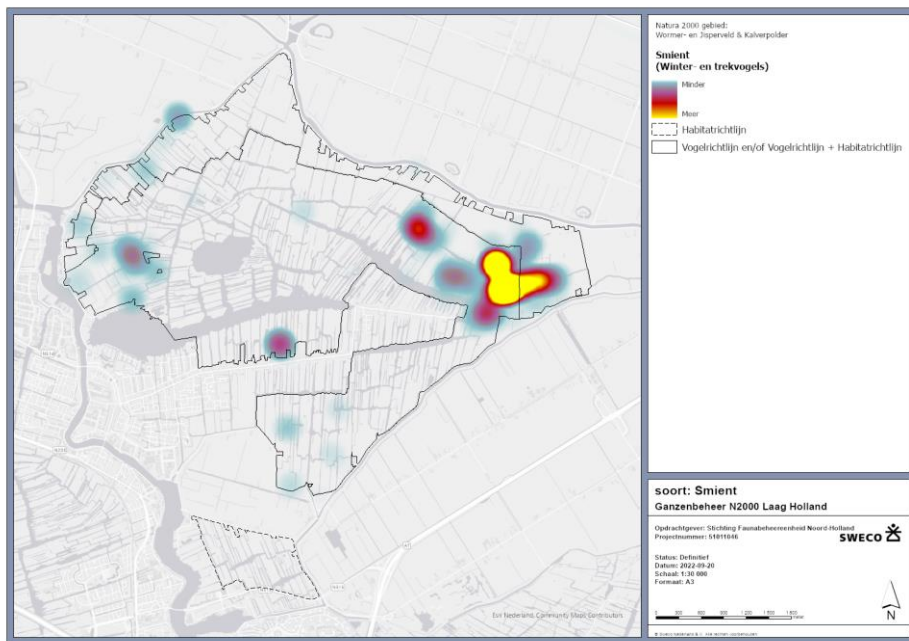 Natura 2000 gebied:
Wormer- en Jisperveld & Kalverpolder
Smient
(Winter- en trekvogels)
Minder
Meer
Habitatrichtlijn
Vogelrichtlijn en/of Vogelrichtlijn + Habitatrichtlijn
Esri Nederland, Community Maps Contributors
soort: Smient
Ganzenbeheer N2000 Laag Holland
Opdrachtgever: Stichting Faunabeheereenheid Noord-Holland
Projectnummer: 51011046
SWECO
Status: Definitief
Datum: 2022-09-20
Schaal: 1:30 000
Formaat: A3
N